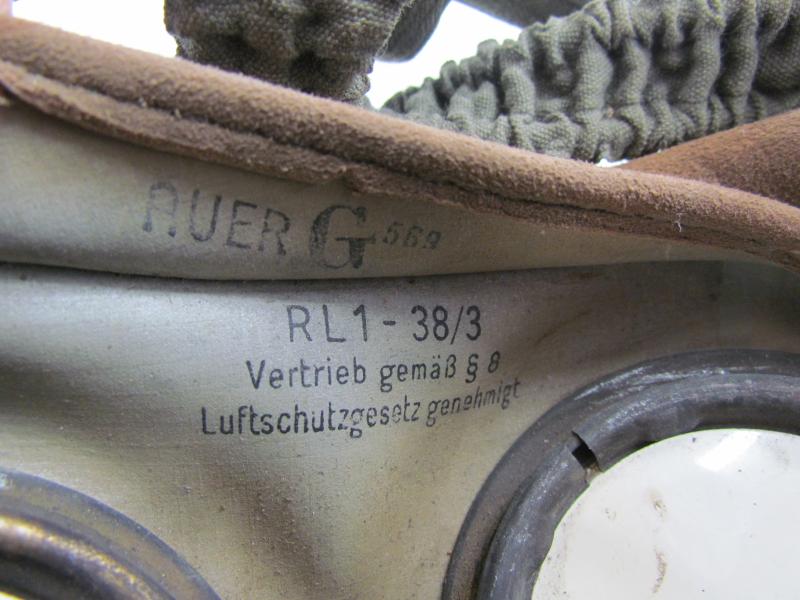 AUER G 569
RL1-38/3
Vertrieb gemäß § 8
Luftschutzgesetz genehmigt